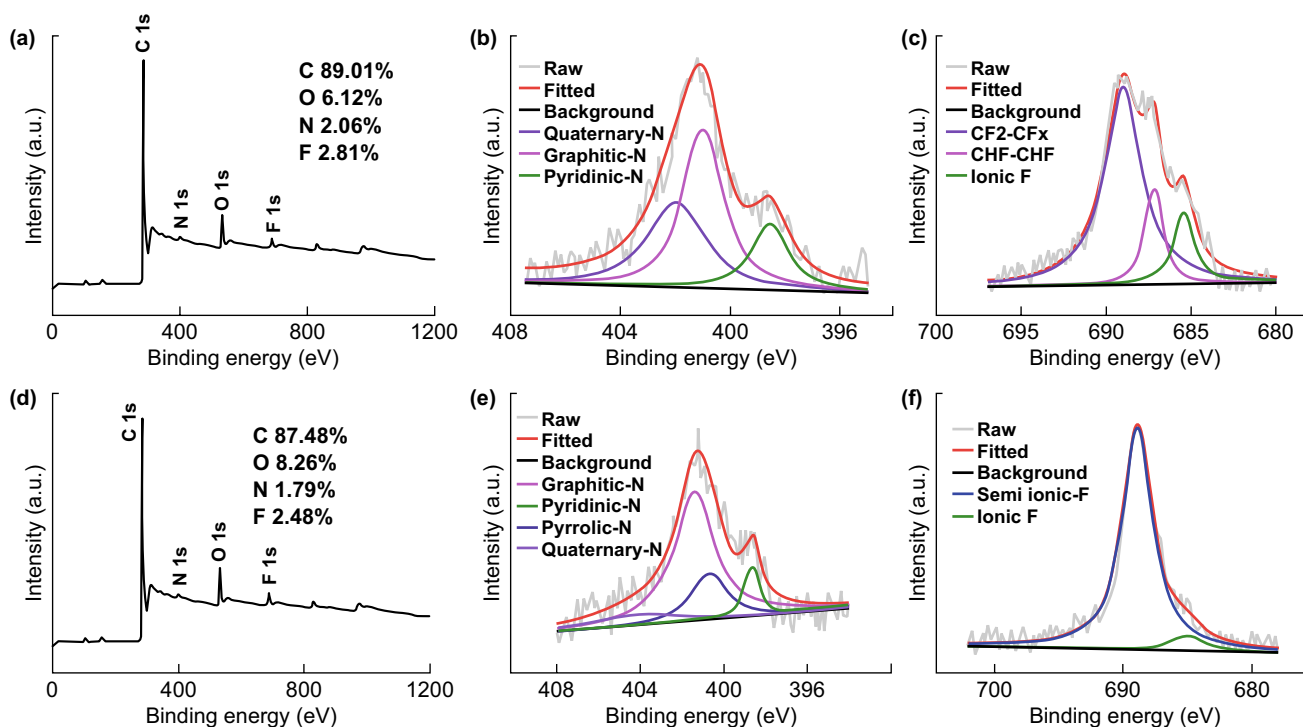 (a)
Intensity (a.u.)
C 1s
N 1s
O 1s
F 1s
C 89.01%
O 6.12%
N 2.06%
F 2.81%
0
400
800
1200
Binding energy (eV)
(b)
Intensity (a.u.)
Raw
Fitted
Background
Quaternary-N
Graphitic-N
Pyridinic-N
408
404
400
396
Binding energy (eV)
(c)
Intensity (a.u.)
Raw
Fitted
Background
CF2-CFx
CHF-CHF
Ionic F
700
695
690
685
680
Binding energy (eV)
(d)
Intensity (a.u.)
C 1s
N 1s
O 1s
F 1s
C 87.48%
O 8.26%
N 1.79%
F 2.48%
0
400
800
1200
Binding energy (eV)
(e)
Intensity (a.u.)
Raw
Fitted
Background
Graphitic-N
Pyridinic-N
Pyrrolic-N
Quaternary-N
408
404
400
396
Binding energy (eV)
(f)
Intensity (a.u.)
Raw
Fitted
Background
Semi ionic-F
Ionic F
700
690
680
Binding energy (eV)